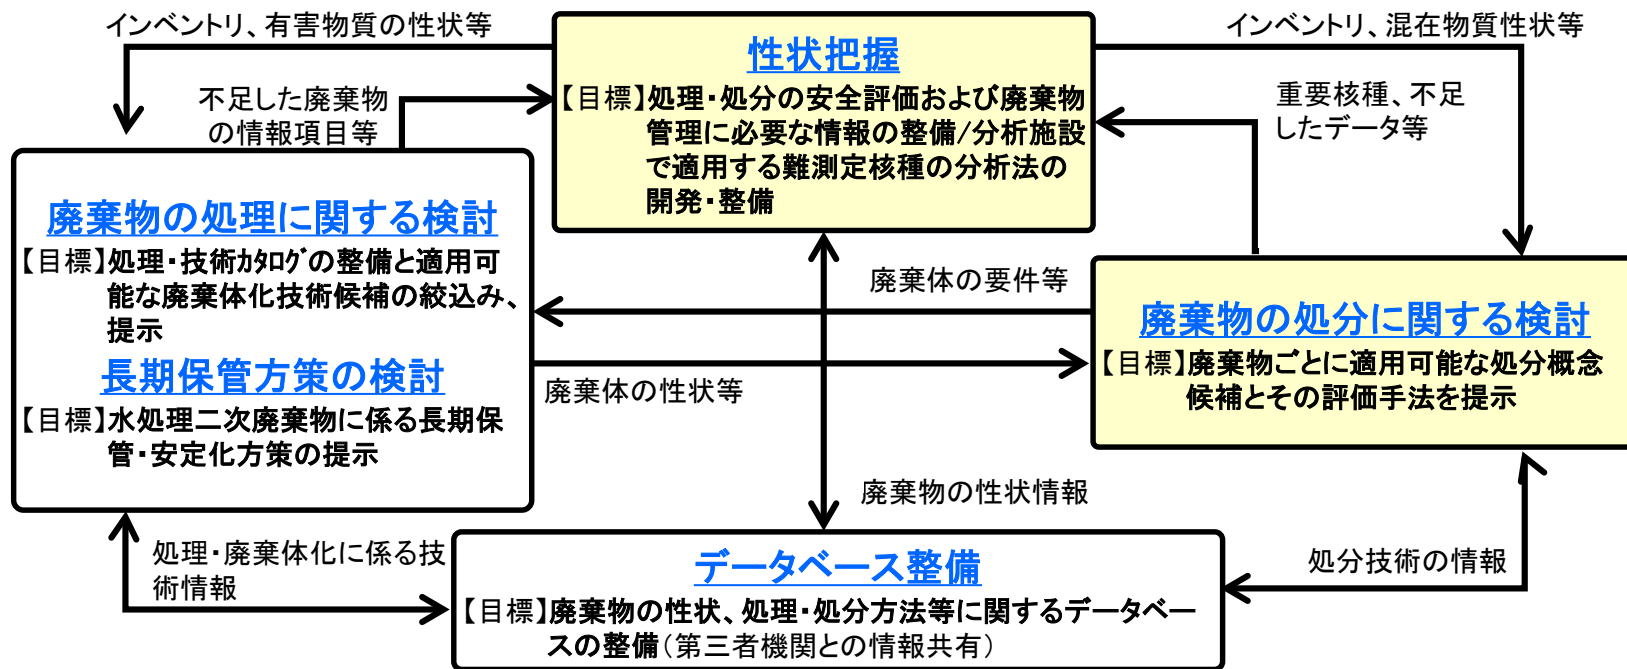 インベントリ、有害物質の性状等
インベントリ、混在物質性状等
性状把握
【目標】処理・処分の安全評価および廃棄物
管理に必要な情報の整備/分析施設
で適用する難測定核種の分析法の
開発・整備
不足した廃棄物
の情報項目等
重要核種、不足
したデータ等
廃棄物の処理に関する検討
【目標】処理・技術ｶﾀﾛｸﾞの整備と適用可
能な廃棄体化技術候補の絞込み、
提示
長期保管方策の検討
【目標】水処理二次廃棄物に係る長期保
管・安定化方策の提示
廃棄体の要件等
廃棄体の性状等
廃棄物の処分に関する検討
【目標】廃棄物ごとに適用可能な処分概念
候補とその評価手法を提示
廃棄物の性状情報
処理・廃棄体化に係る技
術情報
処分技術の情報
データベース整備
【目標】廃棄物の性状、処理・処分方法等に関するデータベー
スの整備（第三者機関との情報共有）